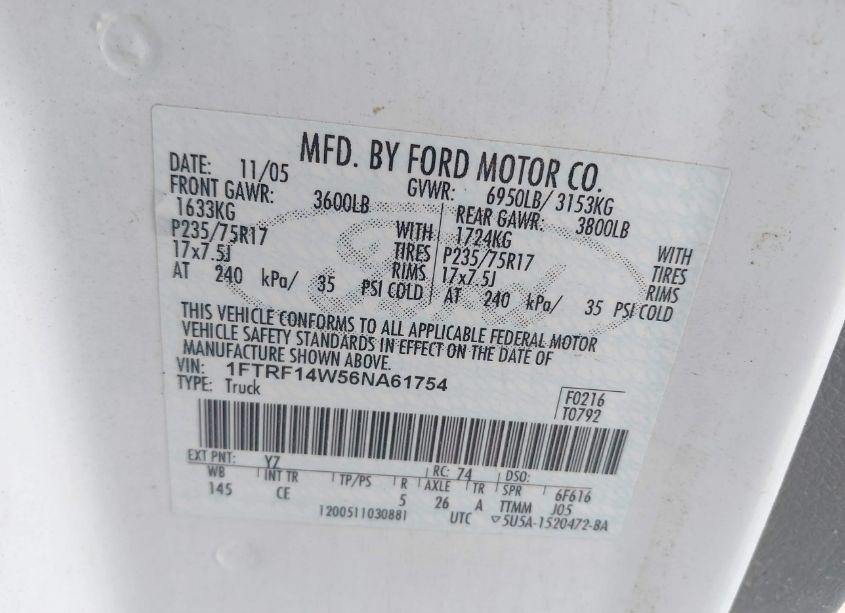 MFD. BY FORD MOTOR CO.
DATE: 11/05 GVWR: 6950LB/ 3153KG
FRONT GAWR: 3600LB REAR GAWR: 3800LB
1633KG WITH 1724KG WITH
P235/75R17 TIRES P235/75R17 TIRES
17x7.5J RIMS 17x7.5J RIMS
AT 240 kPa/ 35 PSI COLD AT 240 kPa/ 35 PSI COLD
THIS VEHICLE CONFORMS TO ALL APPLICABLE FEDERAL MOTOR
VEHICLE SAFETY STANDARDS IN EFFECT ON THE DATE OF
MANUFACTURE SHOWN ABOVE.
VIN: 1FTRF14W56NA61754
TYPE: Truck F0216
T0792
EXT PNT: YZ RC: 74 DSO:
WB INT TR TP/PS R AXLE TR SPR 6F616
145 CE 5 26 A TTMM J05
1200511030881 UTC ▽5U5A-1520472-BA
Ford